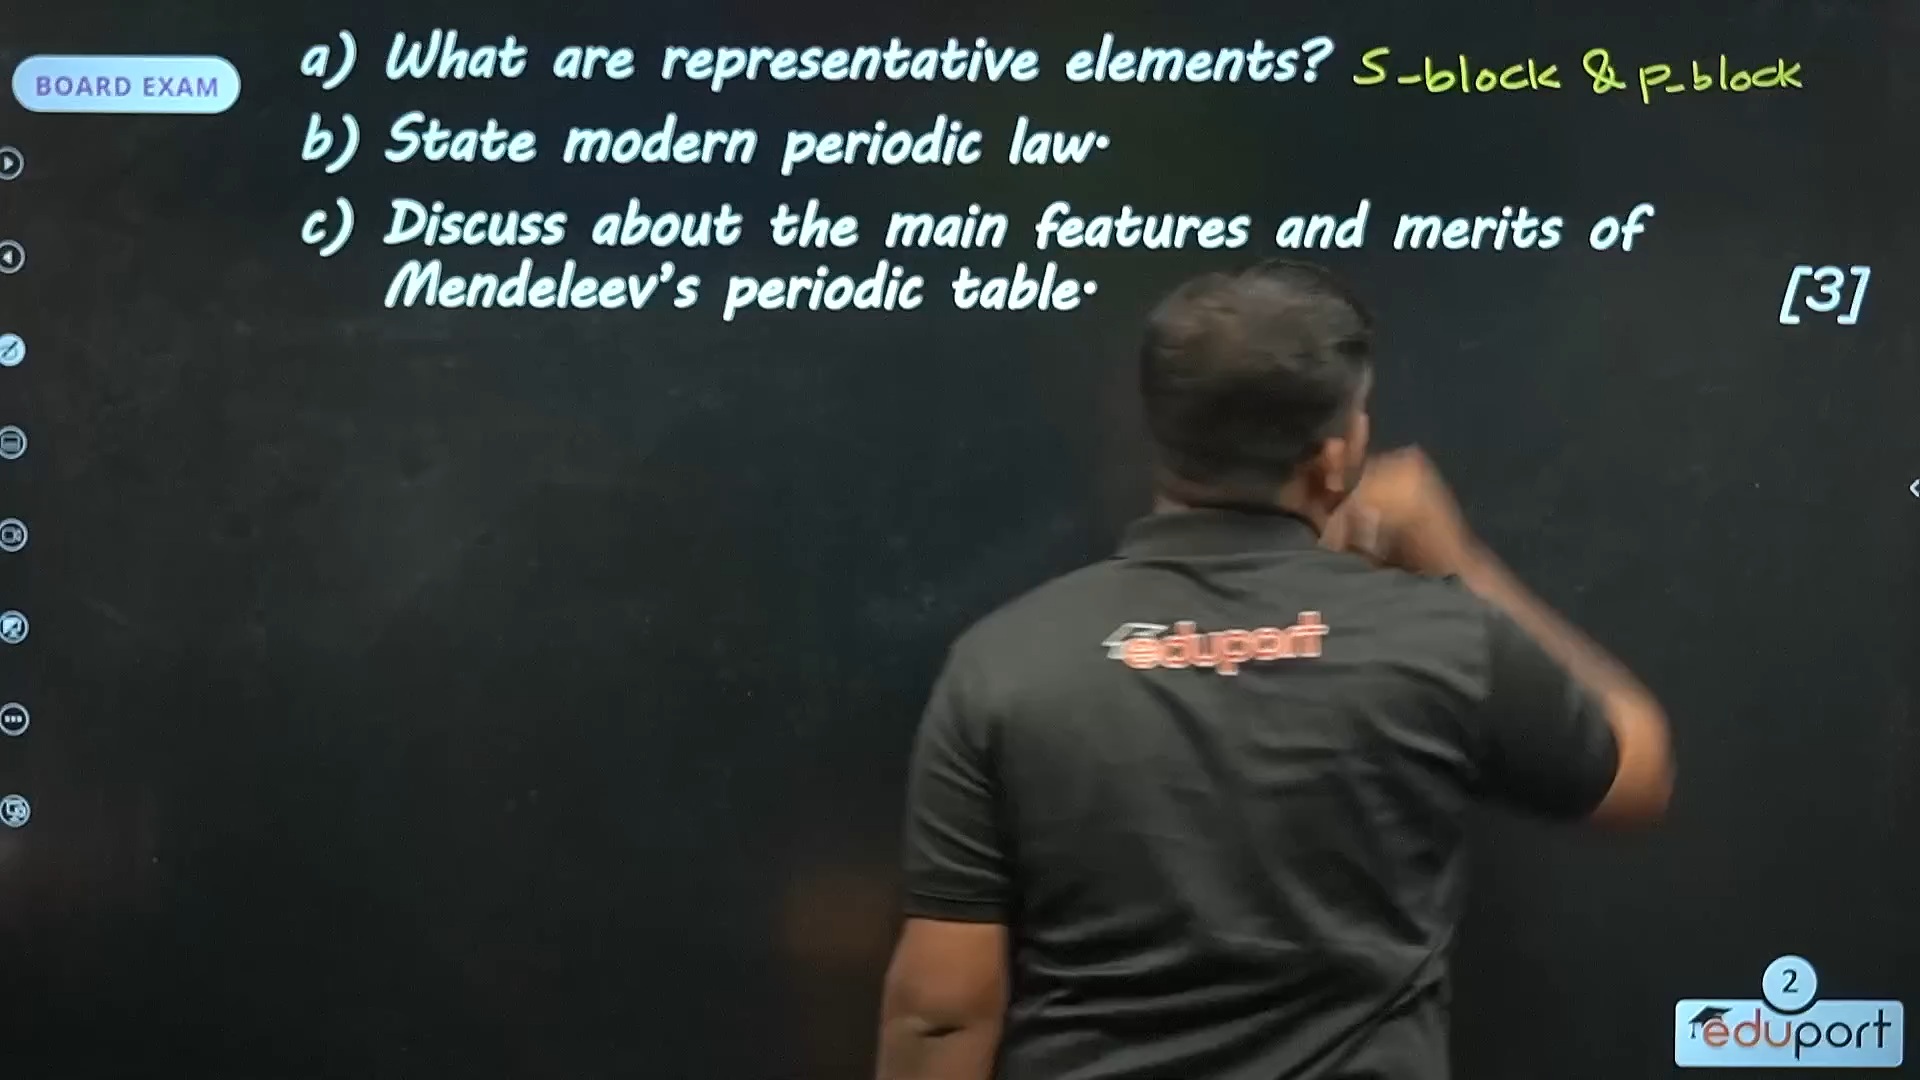 BOARD EXAM
a) What are representative elements? S-block & p-block
b) State modern periodic law.
c) Discuss about the main features and merits of
Mendeleev's periodic table.
[3]
eduport
2
eduport